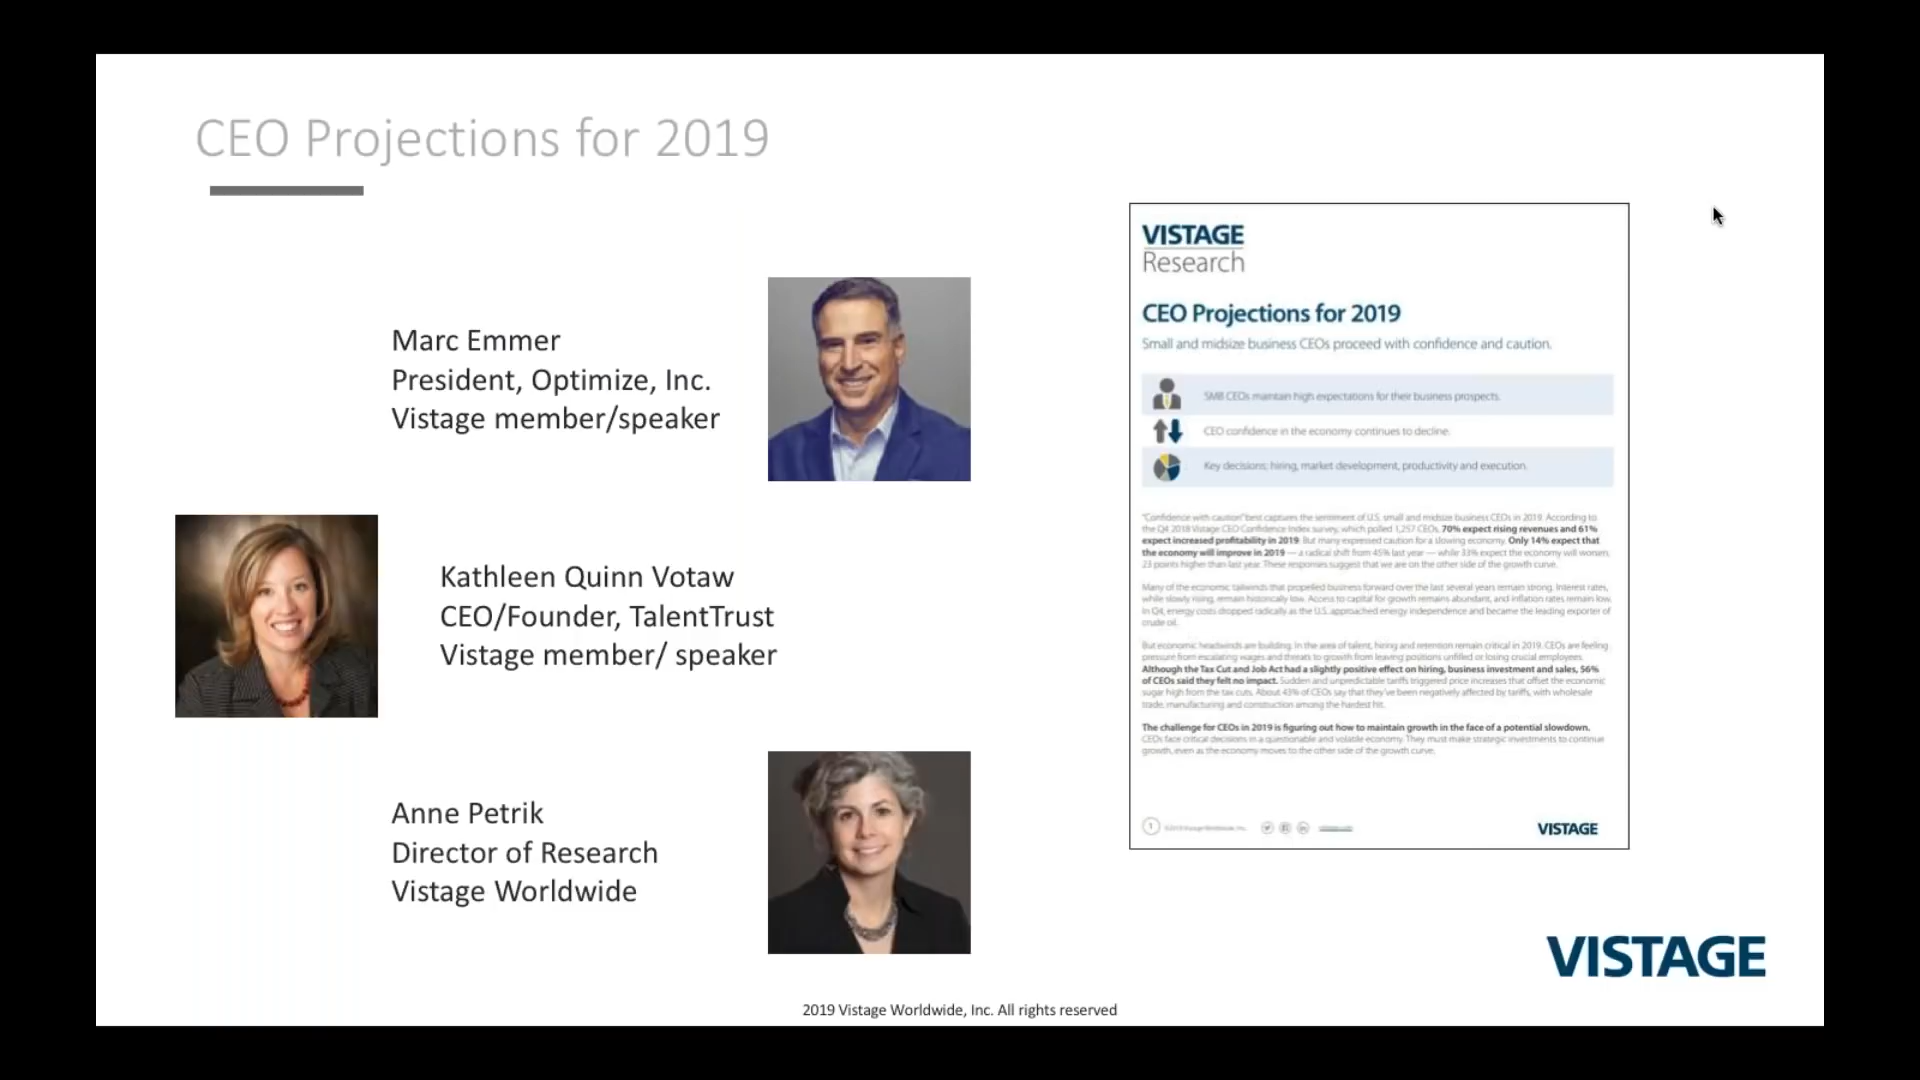 CEO Projections for 2019
Marc Emmer
President, Optimize, Inc.
Vistage member/speaker
Kathleen Quinn Votaw
CEO/Founder, TalentTrust
Vistage member/ speaker
Anne Petrik
Director of Research
Vistage Worldwide
VISTAGE
Research
CEO Projections for 2019
Small and midsize business CEOs proceed with confidence and caution.
SMB CEOs maintain high expectations for their business prospects.
CEO confidence in the economy continues to decline.
Key decisions: hiring, market development, productivity and execution.
"Confidence with caution" best captures the sentiment of U.S. small and midsize business CEOs in 2019. According to
the Q4 2018 Vistage CEO Confidence Index survey, which polled 1,257 CEOs, 70% expect rising revenues and 61%
expect increased profitability in 2019. But many expressed caution for a slowing economy. Only 14% expect that
the economy will improve in 2019 — a radical shift from 45% last year — while 33% expect the economy will worsen,
23 points higher than last year. These responses suggest that we are on the other side of the growth curve.
Many of the economic tailwinds that propelled business forward over the last several years remain strong. Interest rates,
while slowly rising, remain historically low. Access to capital for growth remains abundant, and inflation rates remain low.
In Q4, energy costs dropped radically as the U.S. approached energy independence and became the leading exporter of
crude oil.
But economic headwinds are building. In the area of talent, hiring and retention remain critical in 2019. CEOs are feeling
pressure from escalating wages and threats to growth from leaving positions unfilled or losing crucial employees.
Although the Tax Cut and Job Act had a slightly positive effect on hiring, business investment and sales, 56%
of CEOs said they felt no impact. Sudden and unpredictable tariffs triggered price increases that offset the economic
sugar high from the tax cuts. About 43% of CEOs say that they've been negatively affected by tariffs, with wholesale
trade, manufacturing and construction among the hardest hit.
The challenge for CEOs in 2019 is figuring out how to maintain growth in the face of a potential slowdown.
CEOs face critical decisions in a questionable and volatile economy. They must make strategic investments to continue
growth, even as the economy moves to the other side of the growth curve.
1
VISTAGE
VISTAGE
2019 Vistage Worldwide, Inc. All rights reserved